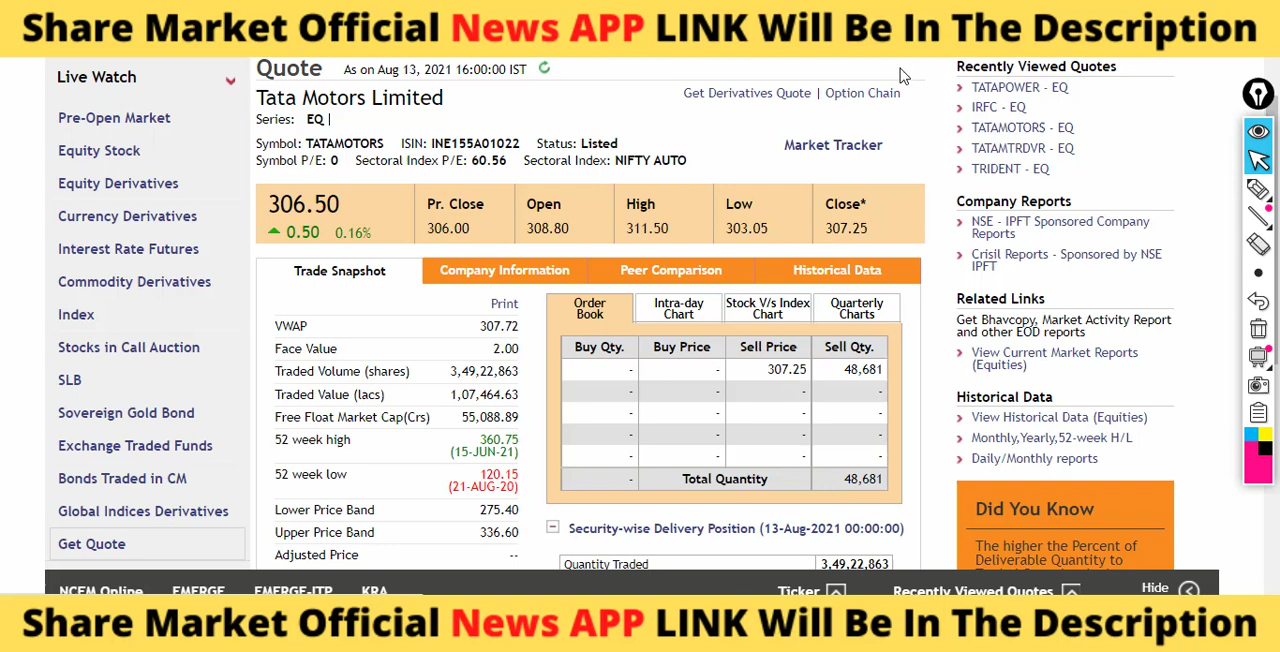 Share Market Official News APP LINK Will Be In The Description
Live Watch
Pre-Open Market
Equity Stock
Equity Derivatives
Currency Derivatives
Interest Rate Futures
Commodity Derivatives
Index
Stocks in Call Auction
SLB
Sovereign Gold Bond
Exchange Traded Funds
Bonds Traded in CM
Global Indices Derivatives
Get Quote
Quote As on Aug 13, 2021 16:00:00 IST
Tata Motors Limited
Get Derivatives Quote | Option Chain
Series: EQ |
Symbol: TATAMOTORS ISIN: INE155A01022 Status: Listed
Symbol P/E: 0 Sectoral Index P/E: 60.56 Sectoral Index: NIFTY AUTO
Market Tracker
306.50 Pr. Close Open High Low Close*
0.50 0.16% 306.00 308.80 311.50 303.05 307.25
Trade Snapshot Company Information Peer Comparison Historical Data
Print
VWAP 307.72
Face Value 2.00
Traded Volume (shares) 3,49,22,863
Traded Value (lacs) 1,07,464.63
Free Float Market Cap(Crs) 55,088.89
52 week high 360.75
(15-JUN-21)
52 week low 120.15
(21-AUG-20)
Lower Price Band 275.40
Upper Price Band 336.60
Adjusted Price --
Order Intra-day Stock V/s Index Quarterly
Book Chart Chart Charts
Buy Qty. Buy Price Sell Price Sell Qty.
- - 307.25 48,681
- - - -
- - - -
- - - -
- - - -
- Total Quantity 48,681
Security-wise Delivery Position (13-Aug-2021 00:00:00)
Quantity Traded 3,49,22,863
Recently Viewed Quotes
TATAPOWER - EQ
IRFC - EQ
TATAMOTORS - EQ
TATAMTRDVR - EQ
TRIDENT - EQ
Company Reports
NSE - IPFT Sponsored Company
Reports
Crisil Reports - Sponsored by NSE
IPFT
Related Links
Get Bhavcopy, Market Activity Report
and other EOD reports
View Current Market Reports
(Equities)
Historical Data
View Historical Data (Equities)
Monthly,Yearly,52-week H/L
Daily/Monthly reports
Did You Know
The higher the Percent of
Deliverable Quantity to
NCFM Online EMERGE EMERGE-ITP KRA Ticker Recently Viewed Quotes Hide
Share Market Official News APP LINK Will Be In The Description